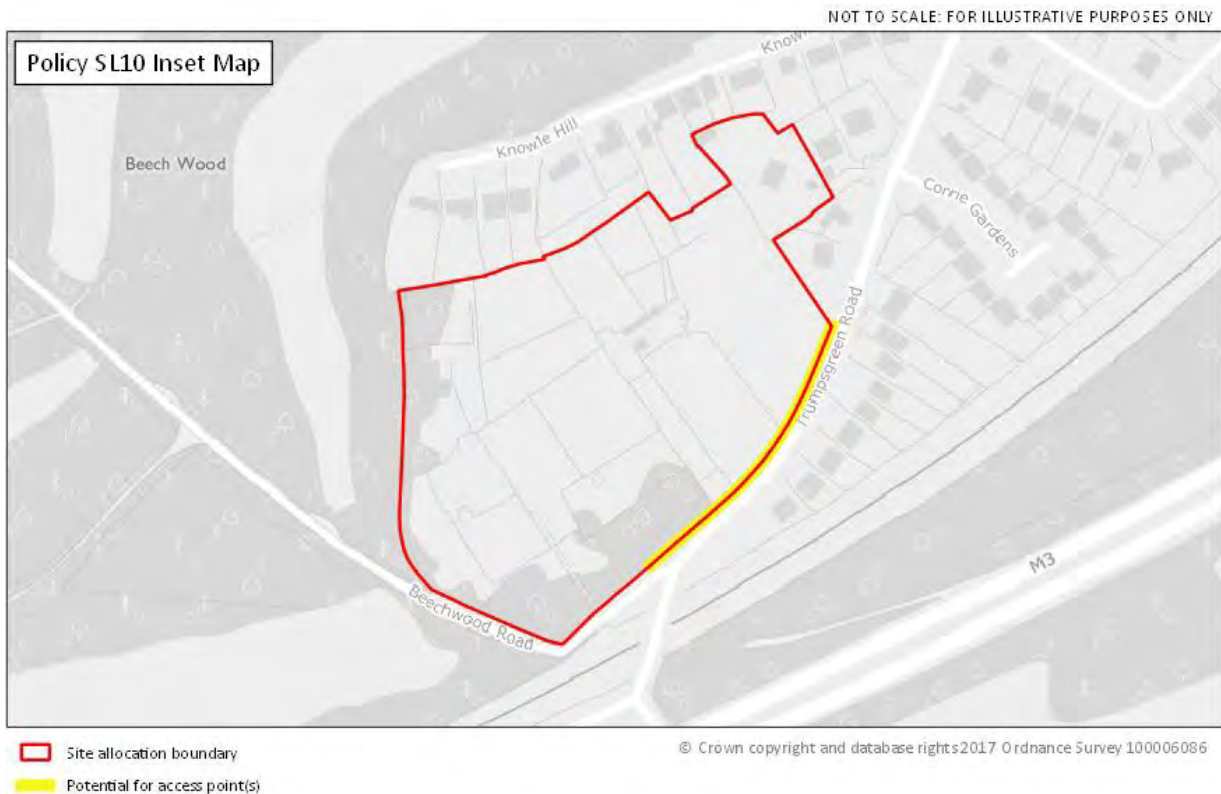 NOT TO SCALE: FOR ILLUSTRATIVE PURPOSES ONLY
Policy SL10 Inset Map
Knowle Hill
Beech Wood
Corrie Gardens
Trumpsgreen Road
M3
Beechwood Road
Site allocation boundary
© Crown copyright and database rights 2017 Ordnance Survey 100006086
Potential for access point(s)